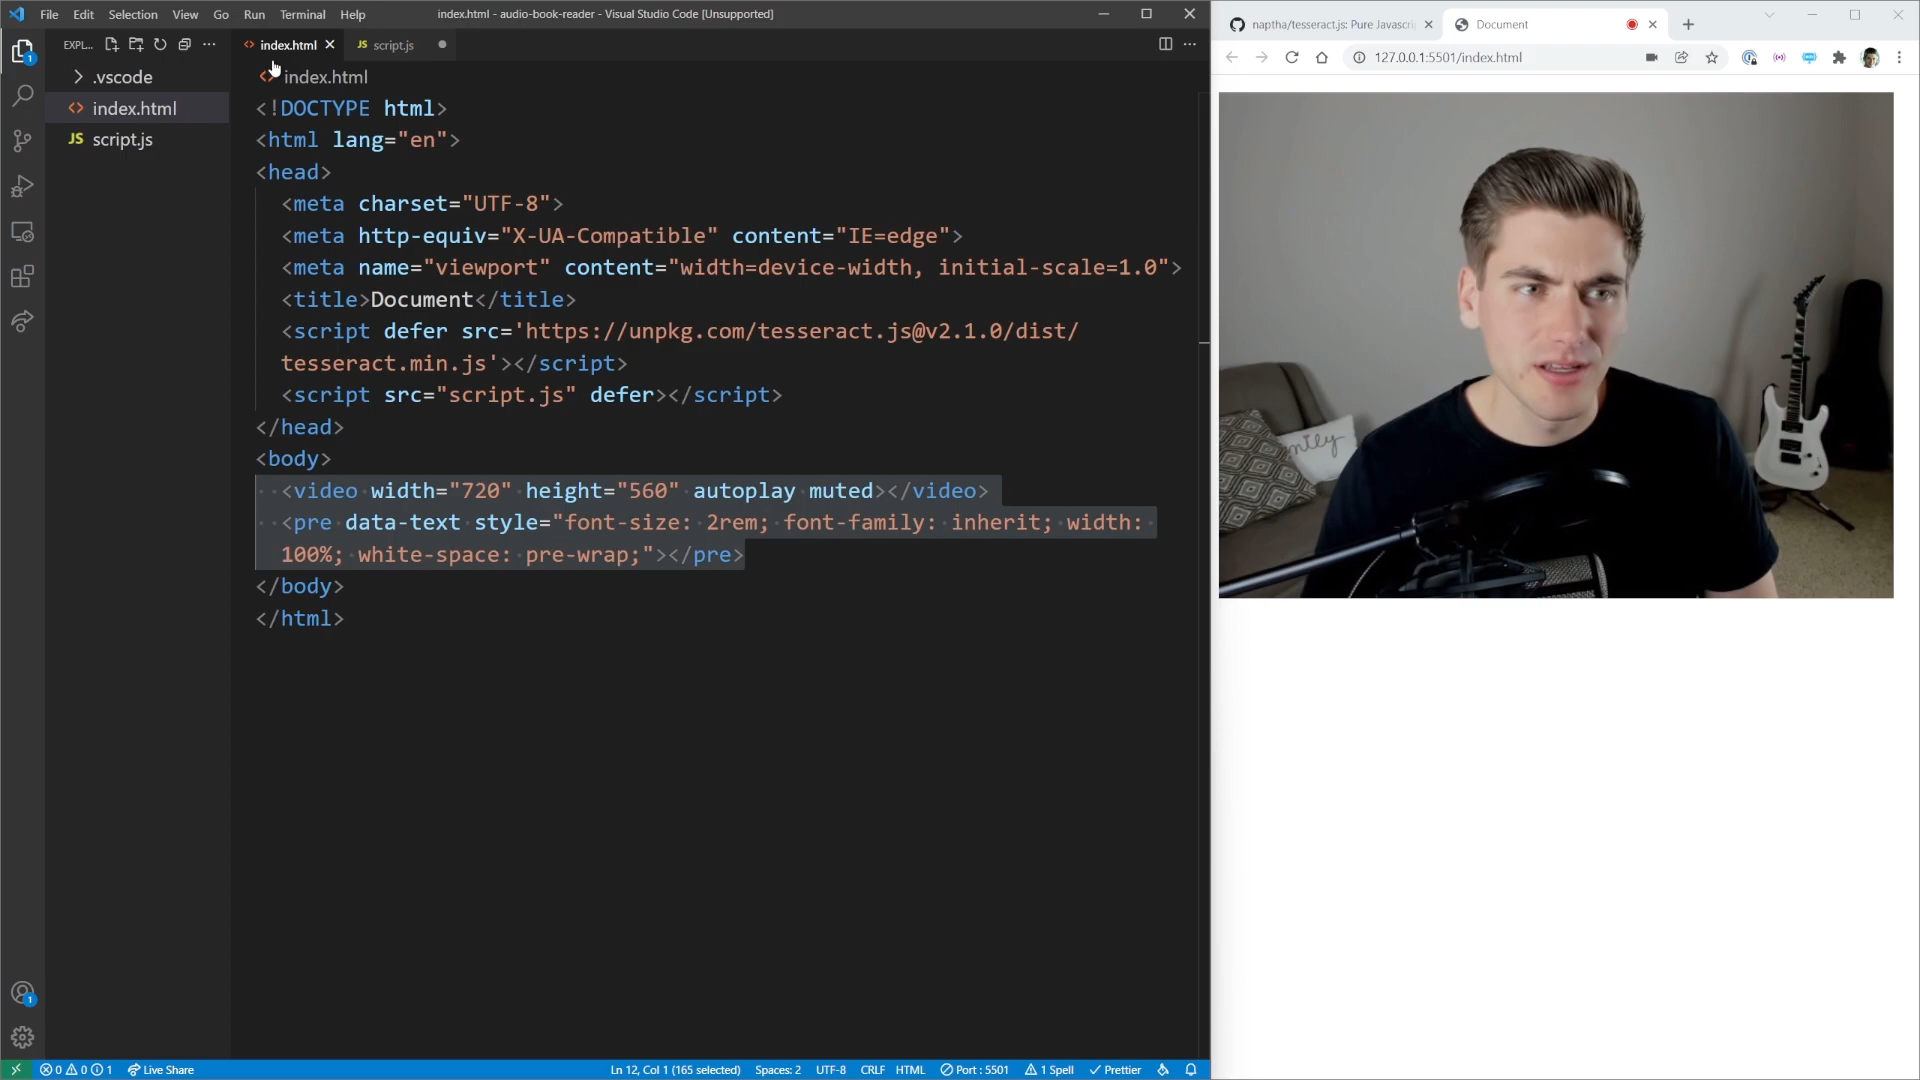 File Edit Selection View Go Run Terminal Help
index.html - audio-book-reader - Visual Studio Code [Unsupported]
EXPL...
.vscode
index.html
JS script.js
index.html
JS script.js
index.html
<!DOCTYPE html>
<html lang="en">
<head>
<meta charset="UTF-8">
<meta http-equiv="X-UA-Compatible" content="IE=edge">
<meta name="viewport" content="width=device-width, initial-scale=1.0">
<title>Document</title>
<script defer src='https://unpkg.com/tesseract.js@v2.1.0/dist/
tesseract.min.js'></script>
<script src="script.js" defer></script>
</head>
<body>
<video width="720" height="560" autoplay muted></video>
<pre data-text style="font-size: 2rem; font-family: inherit; width:
100%; white-space: pre-wrap;"></pre>
</body>
</html>
1
1
0 0 1 Live Share
Ln 12, Col 1 (165 selected) Spaces: 2 UTF-8 CRLF HTML Port : 5501 1 Spell Prettier
naptha/tesseract.js: Pure Javascri
Document
127.0.0.1:5501/index.html